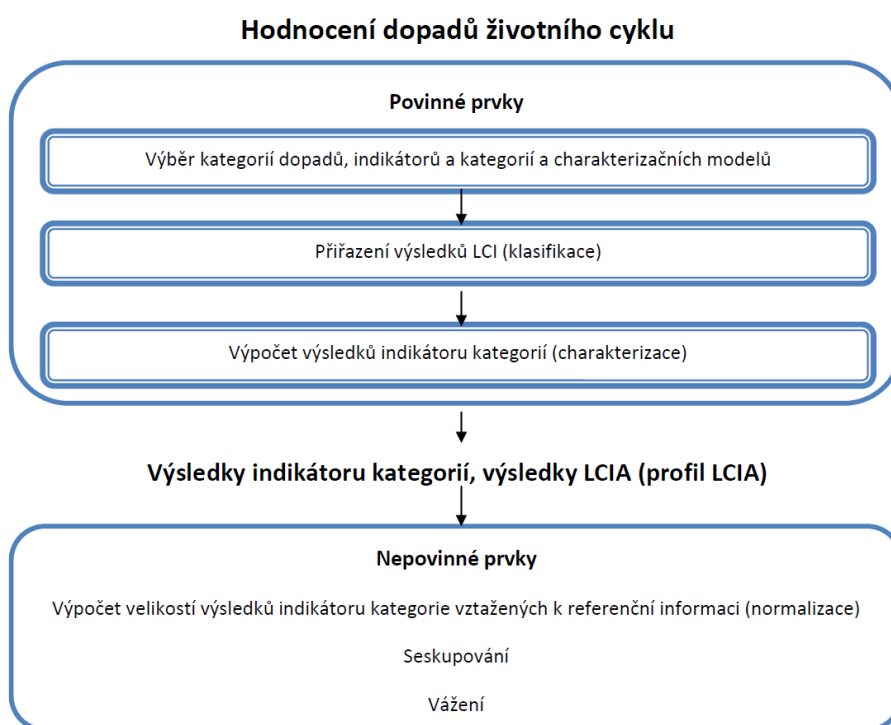 Hodnocení dopadů životního cyklu
Povinné prvky
Výběr kategorií dopadů, indikátorů a kategorií a charakterizačních modelů
Přiřazení výsledků LCI (klasifikace)
Výpočet výsledků indikátoru kategorií (charakterizace)
Výsledky indikátoru kategorií, výsledky LCIA (profil LCIA)
Nepovinné prvky
Výpočet velikostí výsledků indikátoru kategorie vztažených k referenční informaci (normalizace)
Seskupování
Vážení